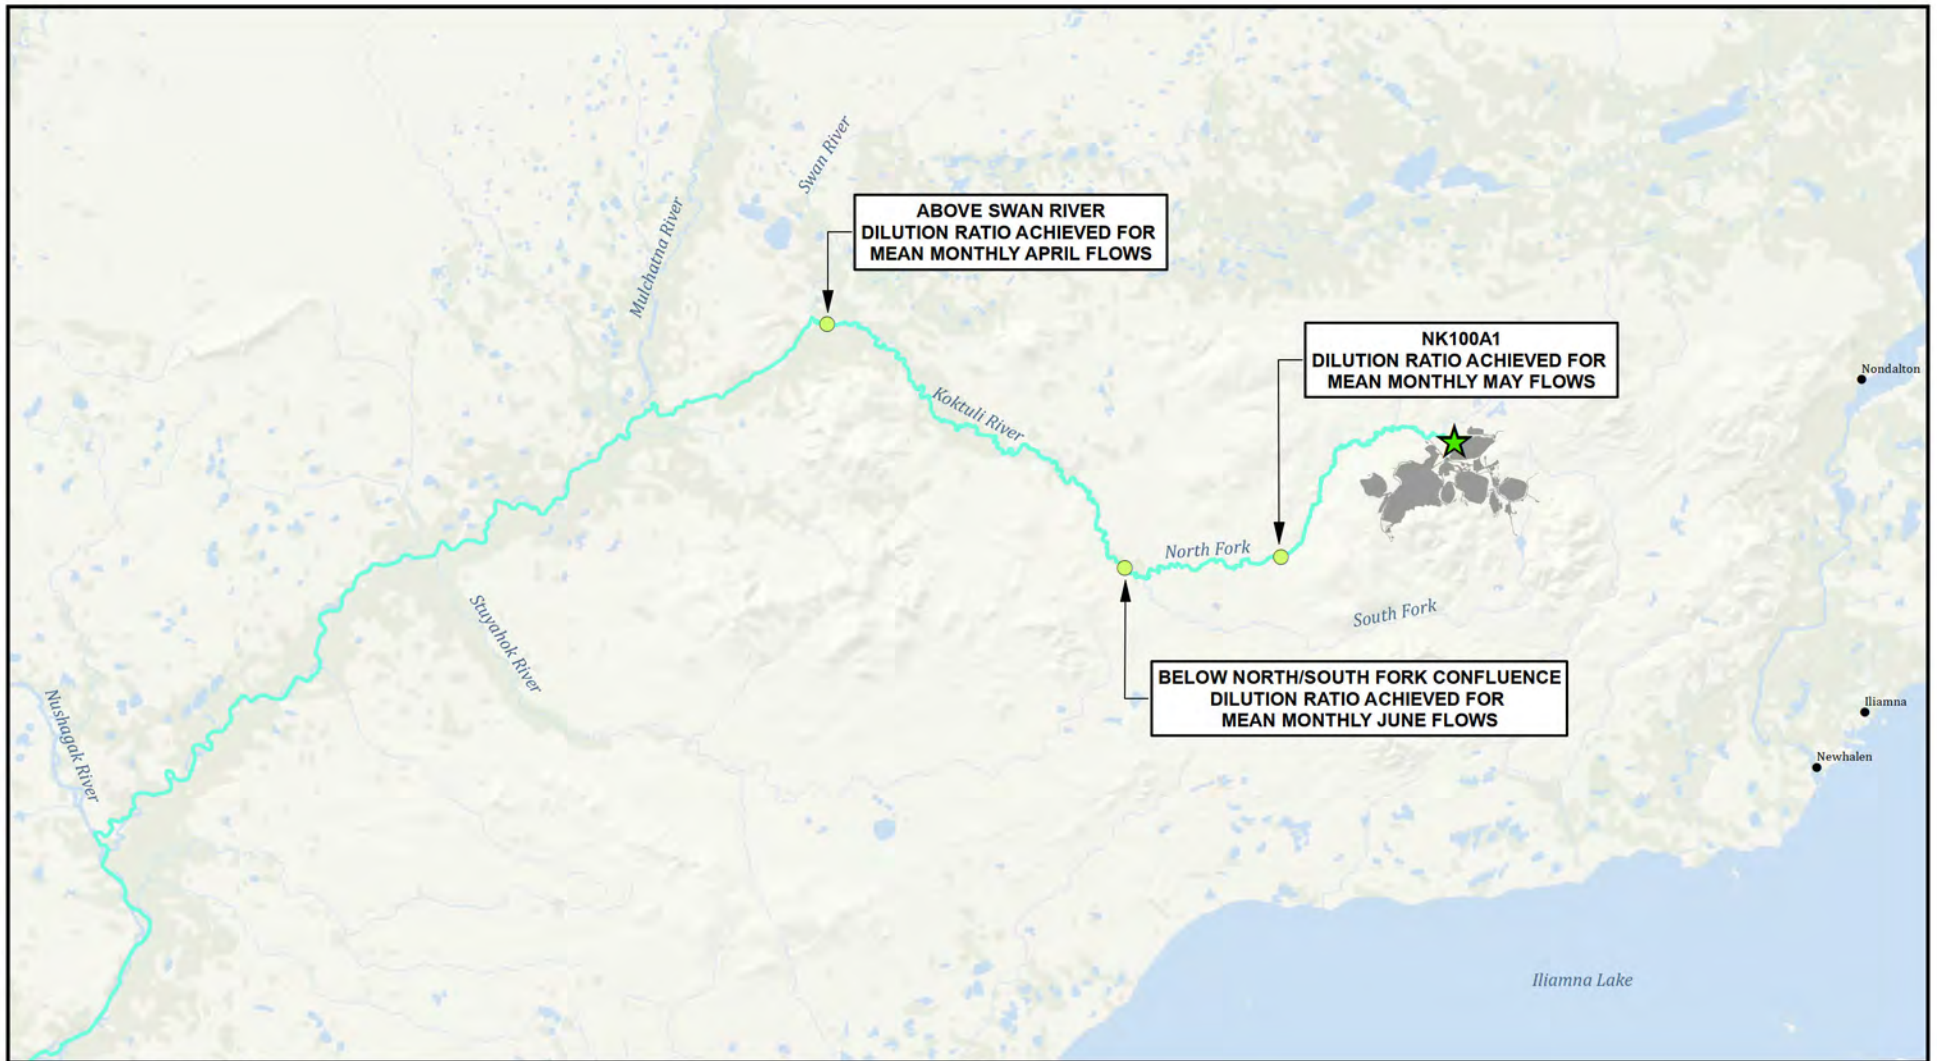 Swan River
ABOVE SWAN RIVER
DILUTION RATIO ACHIEVED FOR
MEAN MONTHLY APRIL FLOWS
Mulchatna River
NK100A1
DILUTION RATIO ACHIEVED FOR
MEAN MONTHLY MAY FLOWS
Nondalton
Koktuli River
North Fork
South Fork
Stuyahok River
BELOW NORTH/SOUTH FORK CONFLUENCE
DILUTION RATIO ACHIEVED FOR
MEAN MONTHLY JUNE FLOWS
Nushagak River
Iliamna
Newhalen
Iliamna Lake